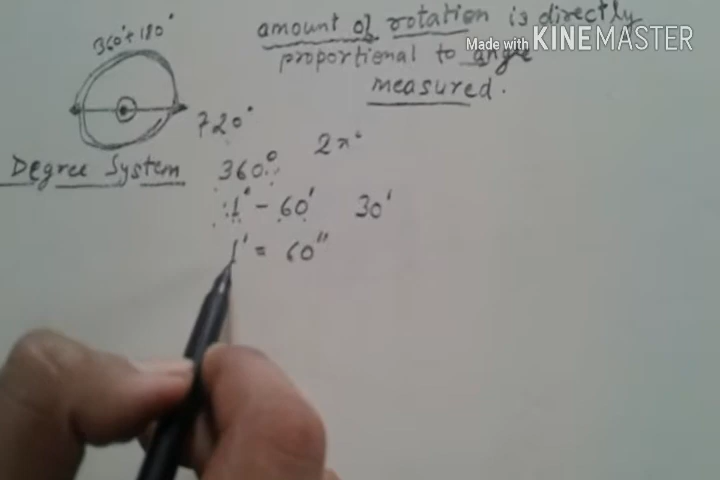 360°+180°
amount of rotation is directly
Made with KINEMASTER
proportional to angle
measured.
720°
2π°
Degree System 360°
1° - 60' 30'
1' = 60"